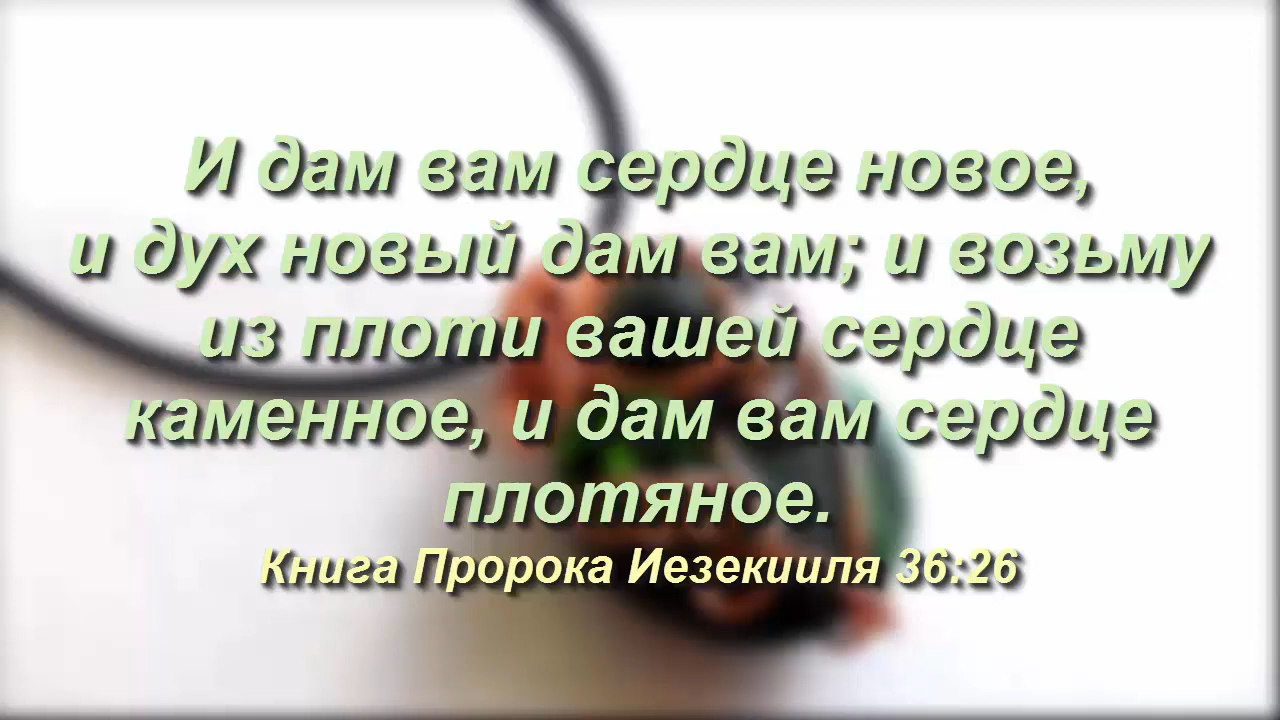 И дам вам сердце новое,
и дух новый дам вам; и возьму
из плоти вашей сердце
каменное, и дам вам сердце
плотяное.
Книга Пророка Иезекииля 36:26